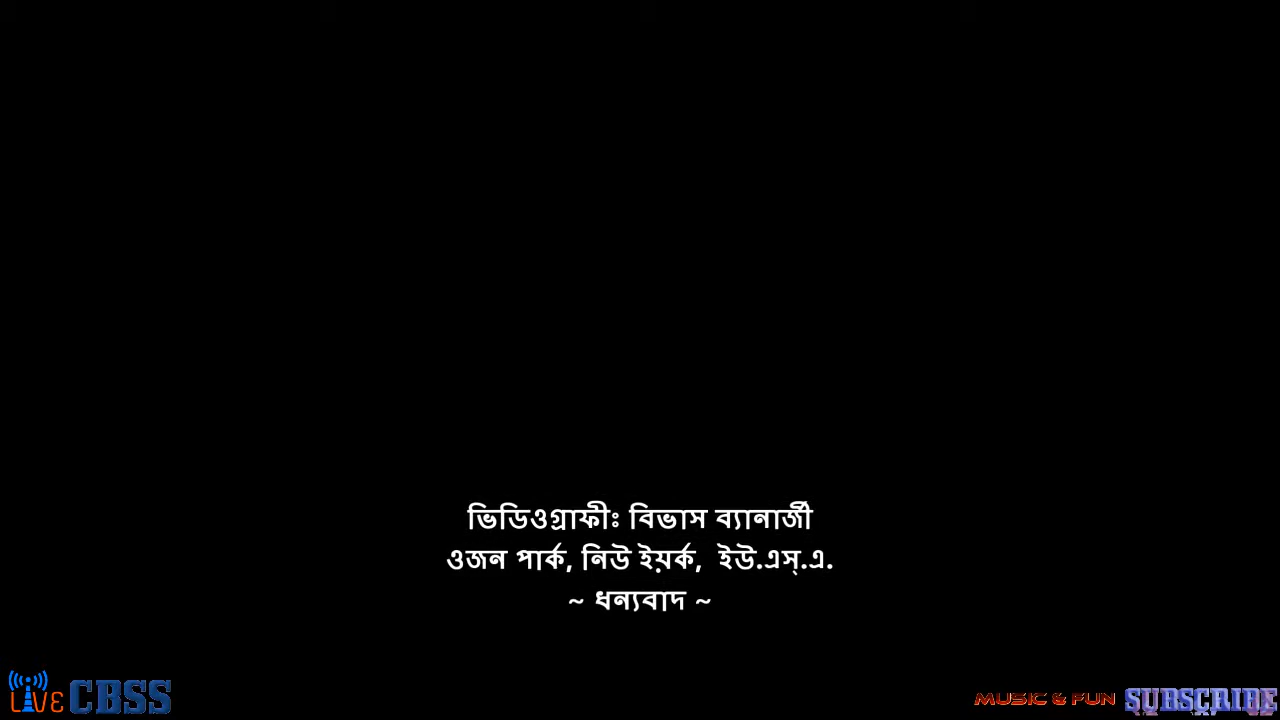 ভিডিওগ্রাফীঃ বিভাস ব্যানার্জী
ওজন পার্ক, নিউ ইয়র্ক,  ইউ.এস্.এ.
~ ধন্যবাদ ~
LIVE CBSS
MUSIC & FUN SUBSCRIBE